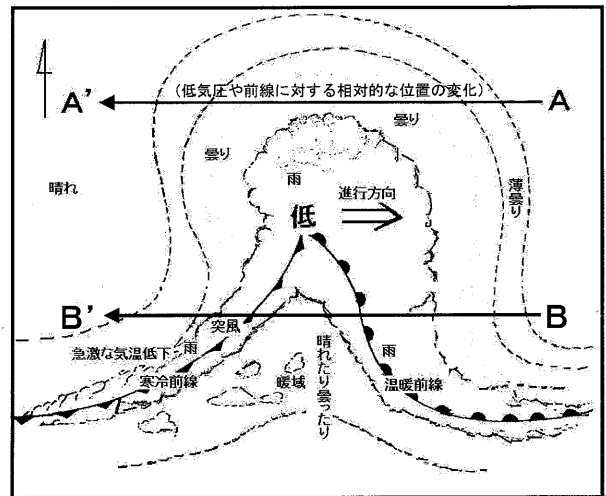 （低気圧や前線に対する相対的な位置の変化）
A’
A
曇り
曇り
晴れ
雨
進行方向
薄曇り
低
B’
B
突風
急激な気温低下
雨
晴れたり曇ったり
雨
寒冷前線
暖域
温暖前線